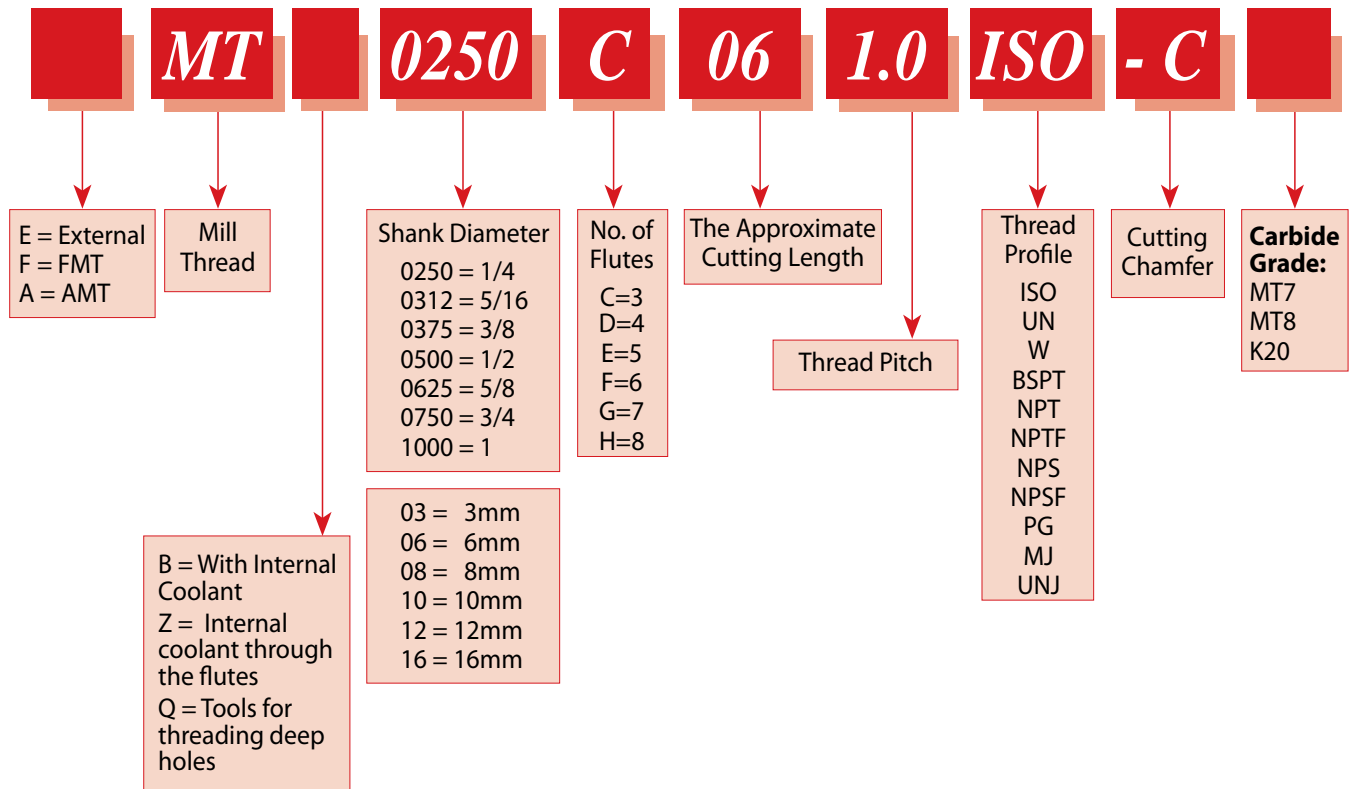 MT 0250 C 06 1.0 ISO - C
E = External
F = FMT
A = AMT
Mill
Thread
B = With Internal
Coolant
Z = Internal
coolant through
the flutes
Q = Tools for
threading deep
holes
Shank Diameter
0250 = 1/4
0312 = 5/16
0375 = 3/8
0500 = 1/2
0625 = 5/8
0750 = 3/4
1000 = 1
03 = 3mm
06 = 6mm
08 = 8mm
10 = 10mm
12 = 12mm
16 = 16mm
No. of
Flutes
C=3
D=4
E=5
F=6
G=7
H=8
The Approximate
Cutting Length
Thread Pitch
Thread
Profile
ISO
UN
W
BSPT
NPT
NPTF
NPS
NPSF
PG
MJ
UNJ
Cutting
Chamfer
Carbide
Grade:
MT7
MT8
K20